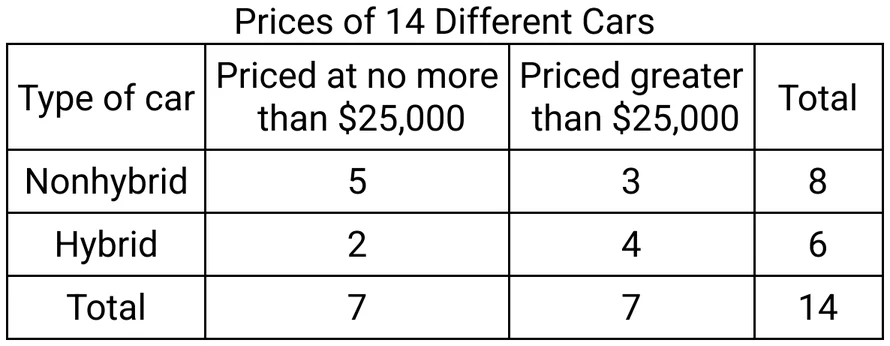 Prices of 14 Different Cars
Type of car
Priced at no more
than $25,000
Priced greater
than $25,000
Total
Nonhybrid 5 3 8
Hybrid 2 4 6
Total 7 7 14